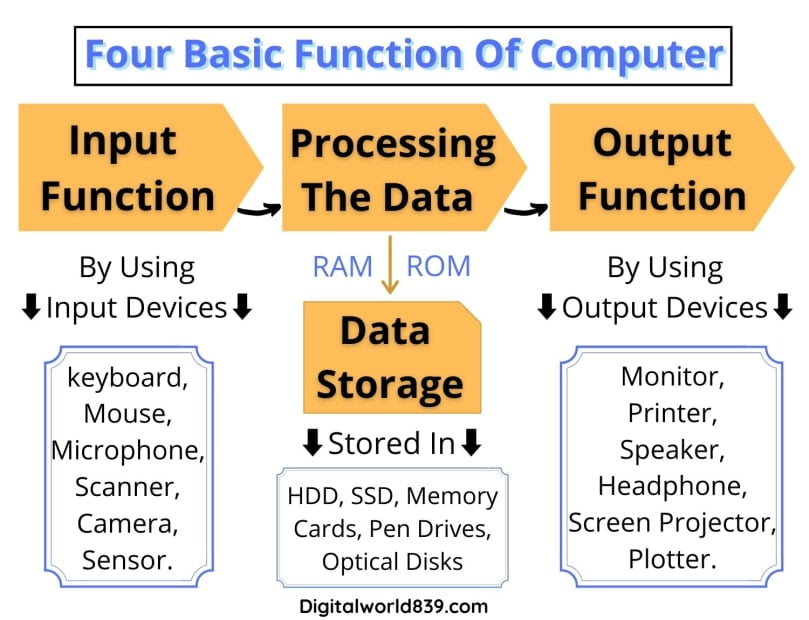 Four Basic Function Of Computer
Input
Function
Processing
The Data
Output
Function
By Using
Input Devices
keyboard,
Mouse,
Microphone,
Scanner,
Camera,
Sensor.
RAM
ROM
Data
Storage
Stored In
HDD, SSD, Memory
Cards, Pen Drives,
Optical Disks
By Using
Output Devices
Monitor,
Printer,
Speaker,
Headphone,
Screen Projector,
Plotter.
Digitalworld839.com